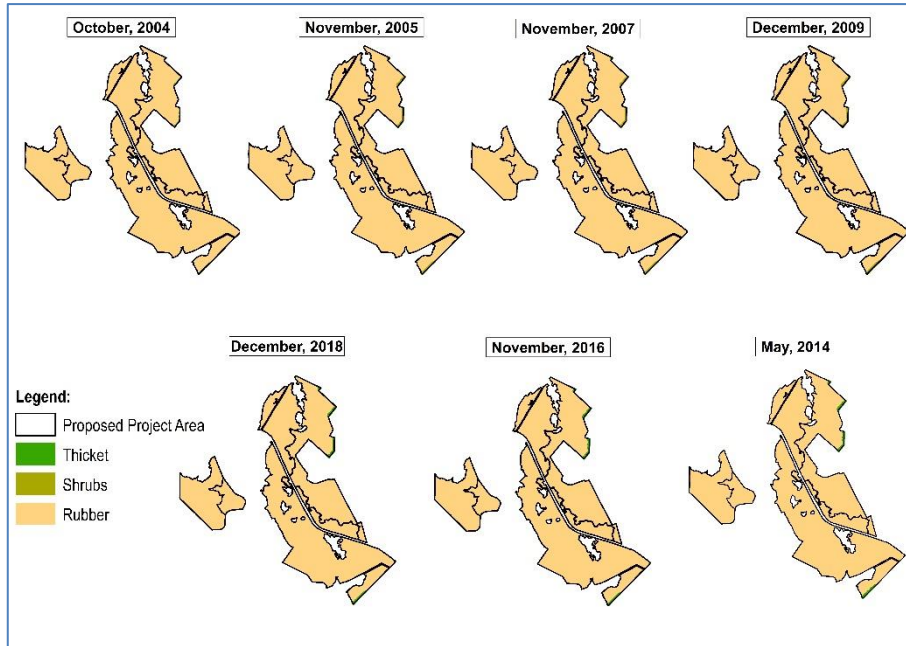 October, 2004
November, 2005
November, 2007
December, 2009
December, 2018
November, 2016
May, 2014
Legend:
Proposed Project Area
Thicket
Shrubs
Rubber